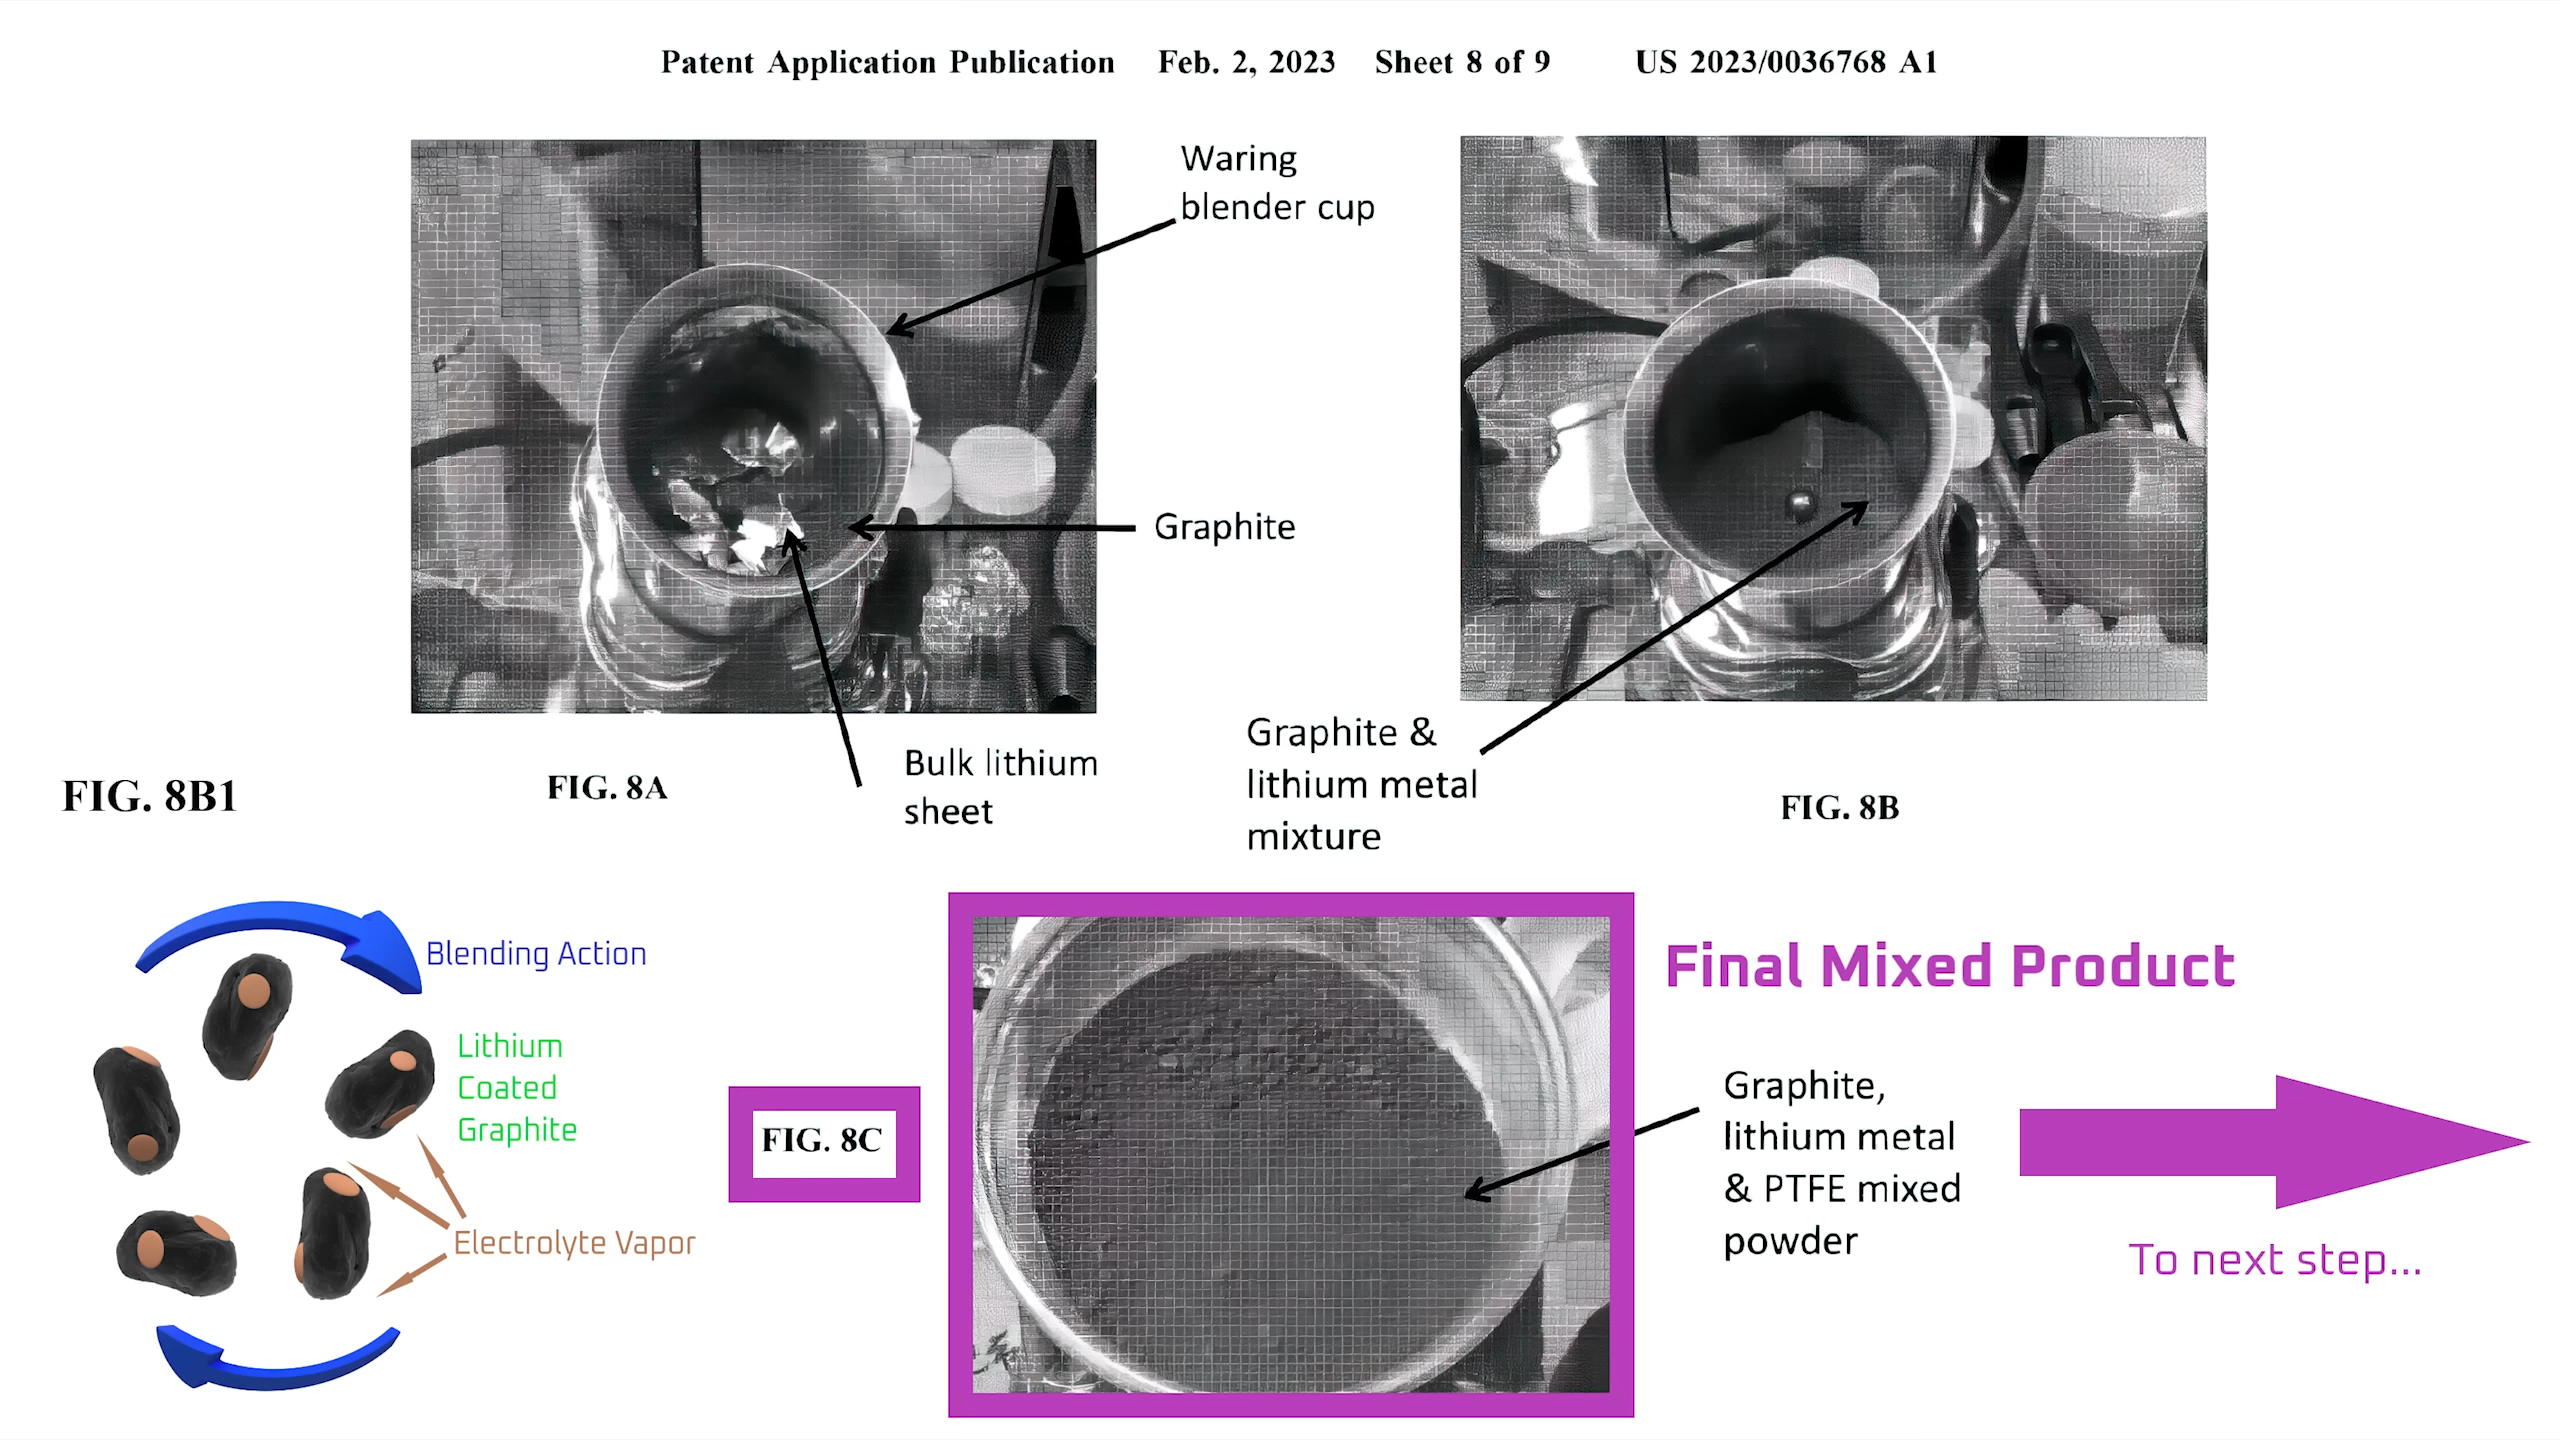 Patent Application Publication Feb. 2, 2023 Sheet 8 of 9 US 2023/0036768 A1
Waring
blender cup
Graphite
Bulk lithium
sheet
FIG. 8A
Graphite &
lithium metal
mixture
FIG. 8B
FIG. 8B1
Blending Action
Lithium
Coated
Graphite
Electrolyte Vapor
FIG. 8C
Final Mixed Product
Graphite,
lithium metal
& PTFE mixed
powder
To next step...